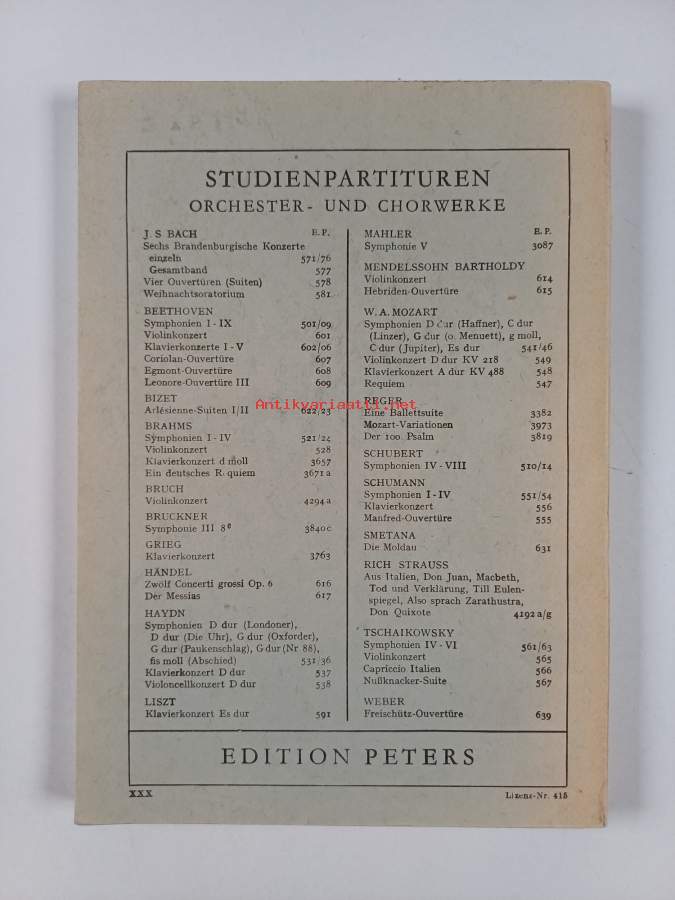 STUDIENPARTITUREN
ORCHESTER- UND CHORWERKE
J. S BACH E. P.
Sechs Brandenburgische Konzerte
einzeln 571/76
Gesamtband 577
Vier Ouvertüren (Suiten) 578
Weihnachtsoratorium 581
BEETHOVEN
Symphonien I - IX 501/09
Violinkonzert 601
Klavierkonzerte I - V 602/06
Coriolan-Ouvertüre 607
Egmont-Ouvertüre 608
Leonore-Ouvertüre III 609
BIZET
Arlésienne-Suiten I/II 622/23
BRAHMS
Symphonien I - IV 521/24
Violinkonzert 528
Klavierkonzert d moll 3657
Ein deutsches Requiem 3671a
BRUCH
Violinkonzert 4294a
BRUCKNER
Symphonie III 8° 3840c
GRIEG
Klavierkonzert 3763
HÄNDEL
Zwölf Concerti grossi Op. 6 616
Der Messias 617
HAYDN
Symphonien D dur (Londoner),
D dur (Die Uhr), G dur (Oxforder),
G dur (Paukenschlag), G dur (Nr 88),
fis moll (Abschied) 531/36
Klavierkonzert D dur 537
Violoncellkonzert D dur 538
LISZT
Klavierkonzert Es dur 591
MAHLER E. P.
Symphonie V 3087
MENDELSSOHN BARTHOLDY
Violinkonzert 614
Hebriden-Ouvertüre 615
W. A. MOZART
Symphonien D dur (Haffner), C dur
(Linzer), G dur (o. Menuett), g moll,
C dur (Jupiter), Es dur 541/46
Violinkonzert D dur KV 218 549
Klavierkonzert A dur KV 488 548
Requiem 547
REGER
Eine Ballettsuite 3382
Mozart-Variationen 3973
Der 100. Psalm 3819
SCHUBERT
Symphonien IV - VIII 510/14
SCHUMANN
Symphonien I - IV 551/54
Klavierkonzert 556
Manfred-Ouvertüre 555
SMETANA
Die Moldau 631
RICH STRAUSS
Aus Italien, Don Juan, Macbeth,
Tod und Verklärung, Till Eulen-
spiegel, Also sprach Zarathustra,
Don Quixote 4192a/g
TSCHAIKOWSKY
Symphonien IV - VI 561/63
Violinkonzert 565
Capriccio Italien 566
Nußknacker-Suite 567
WEBER
Freischütz-Ouvertüre 639
EDITION PETERS
XXX Lizenz-Nr. 415
Antikvariaatti.net